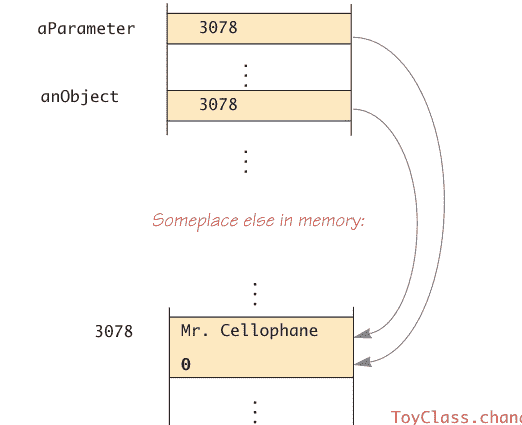 aParameter 3078
anObject 3078
Someplace else in memory:
3078 Mr. Cellophane
0